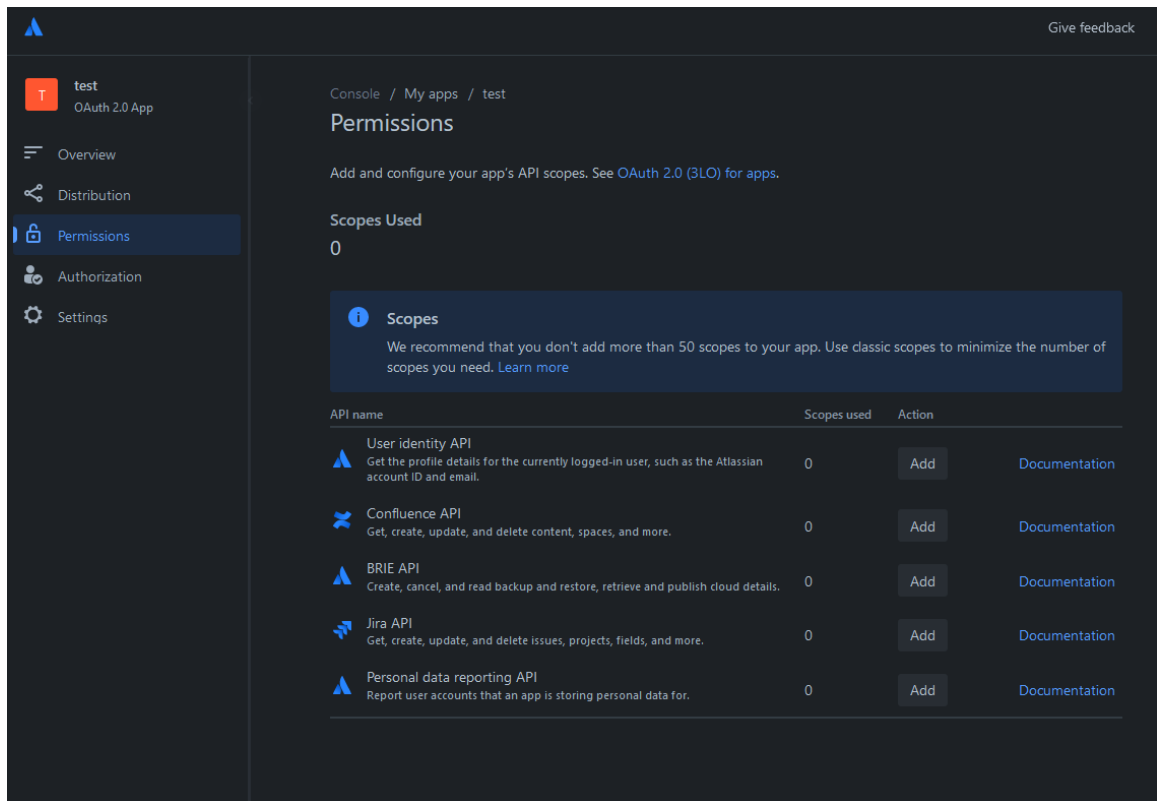 Give feedback
T
test
OAuth 2.0 App
Overview
Distribution
Permissions
Authorization
Settings
Console / My apps / test
Permissions
Add and configure your app's API scopes. See OAuth 2.0 (3LO) for apps.
Scopes Used
0
Scopes
We recommend that you don't add more than 50 scopes to your app. Use classic scopes to minimize the number of
scopes you need. Learn more
API name Scopes used Action
User identity API
Get the profile details for the currently logged-in user, such as the Atlassian
account ID and email.
0 Add Documentation
Confluence API
Get, create, update, and delete content, spaces, and more.
0 Add Documentation
BRIE API
Create, cancel, and read backup and restore, retrieve and publish cloud details.
0 Add Documentation
Jira API
Get, create, update, and delete issues, projects, fields, and more.
0 Add Documentation
Personal data reporting API
Report user accounts that an app is storing personal data for.
0 Add Documentation